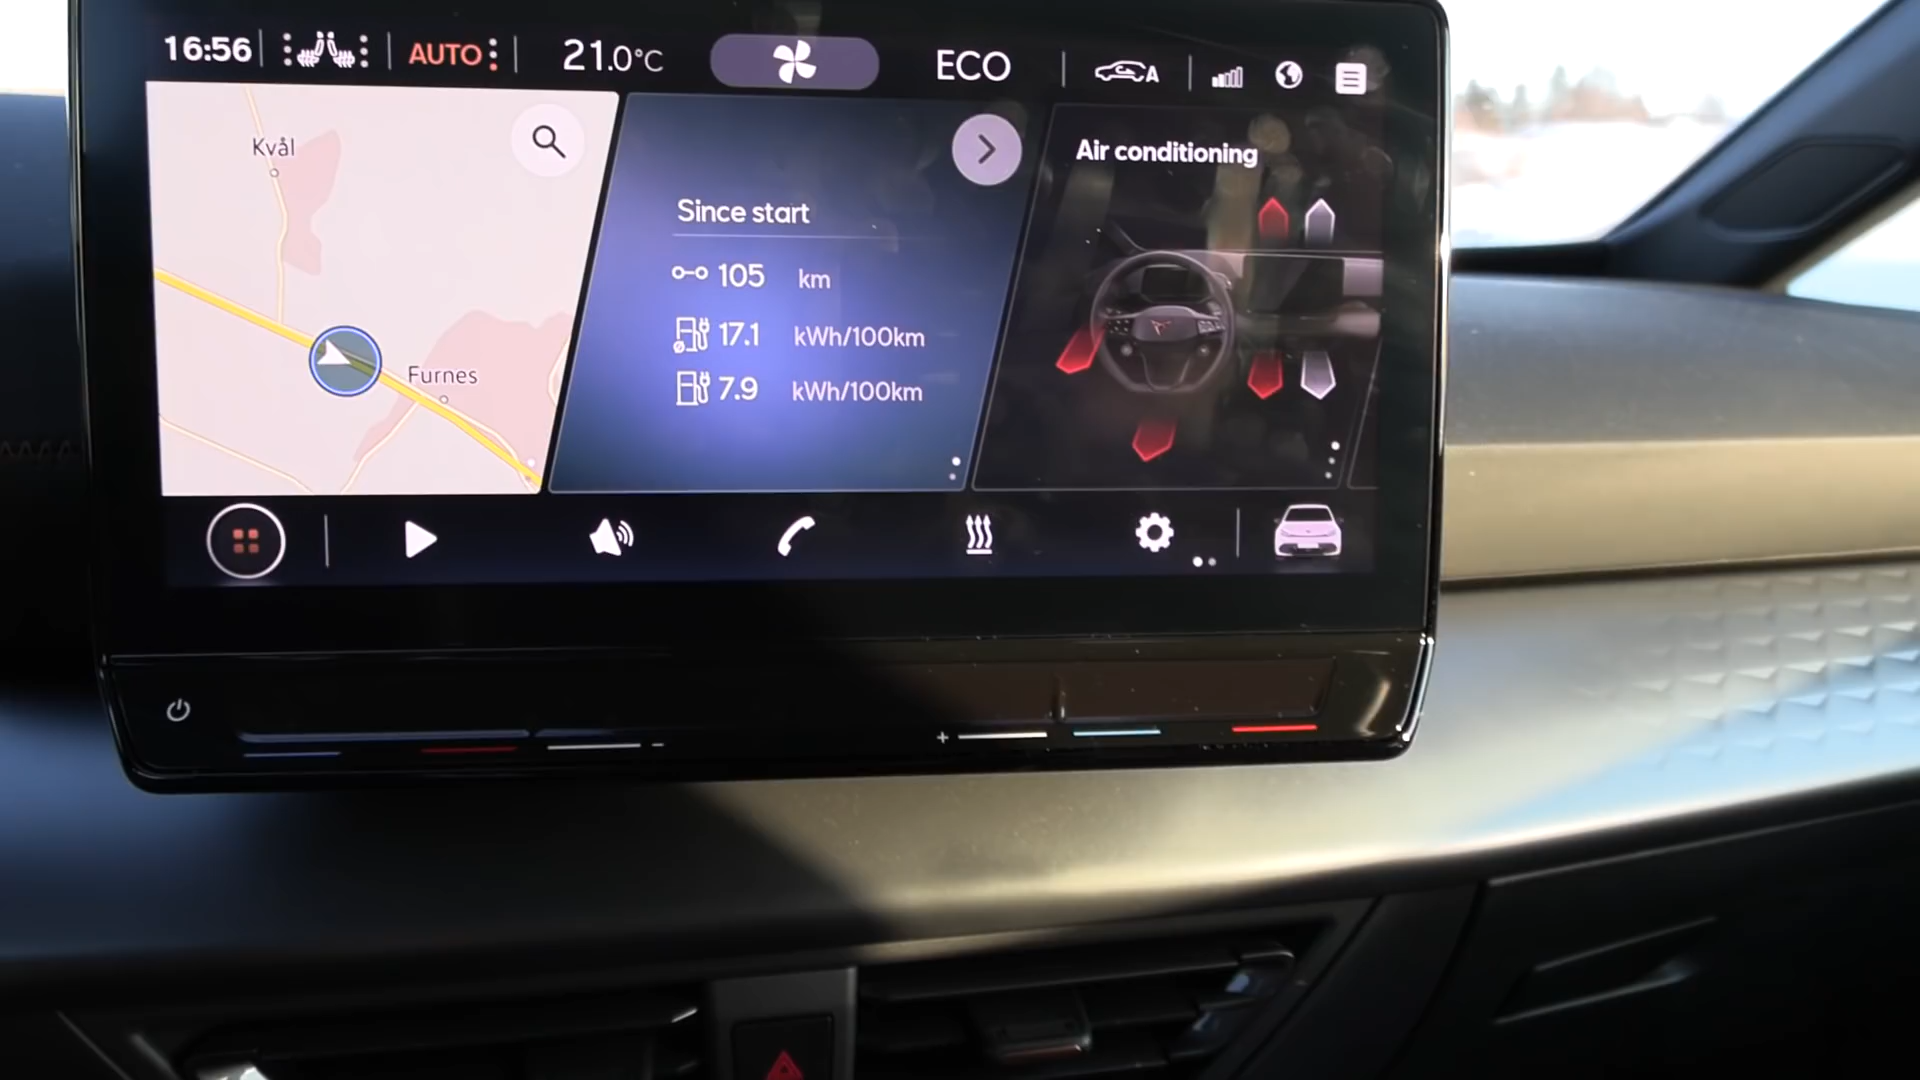 16:56 AUTO 21.0°C ECO A
Kvål
Furnes
Since start
105 km
17.1 kWh/100km
7.9 kWh/100km
Air conditioning
- +